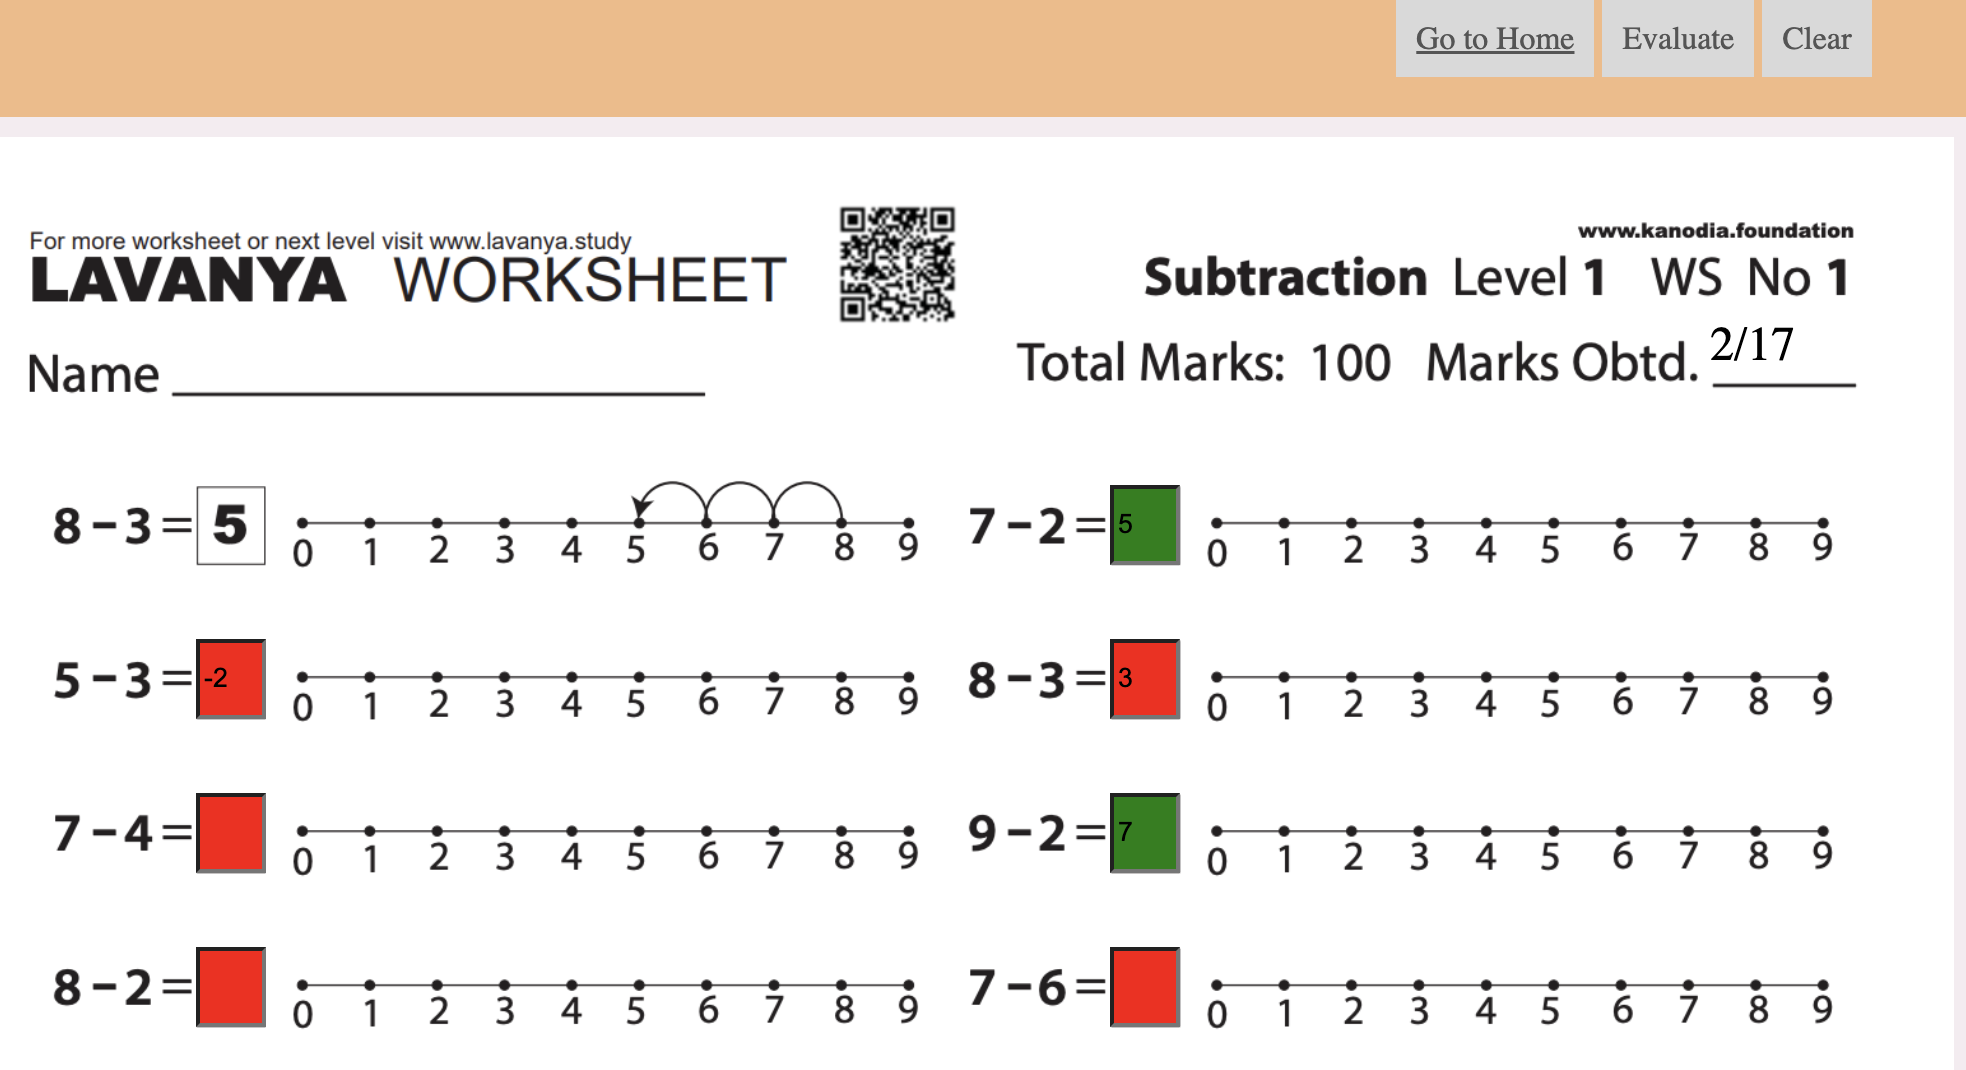 Go to Home Evaluate Clear
For more worksheet or next level visit www.lavanya.study
www.kanodia.foundation
LAVANYA WORKSHEET
Subtraction Level 1 WS No 1
Name
Total Marks: 100 Marks Obtd. 2/17
8-3=5
0 1 2 3 4 5 6 7 8 9
7-2=5
0 1 2 3 4 5 6 7 8 9
5-3=-2
0 1 2 3 4 5 6 7 8 9
8-3=3
0 1 2 3 4 5 6 7 8 9
7-4=
0 1 2 3 4 5 6 7 8 9
9-2=7
0 1 2 3 4 5 6 7 8 9
8-2=
0 1 2 3 4 5 6 7 8 9
7-6=
0 1 2 3 4 5 6 7 8 9